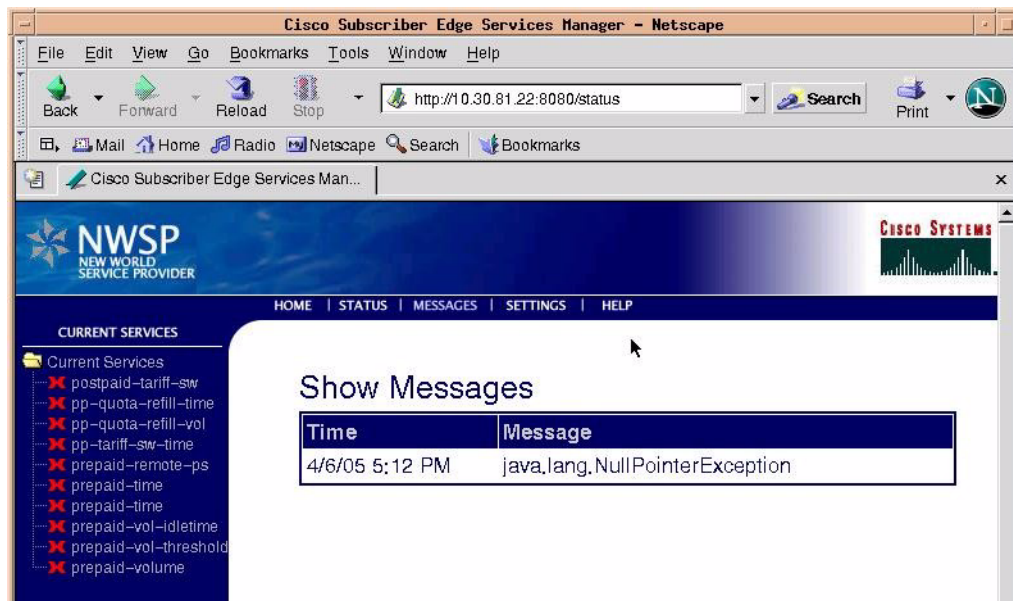 Cisco Subscriber Edge Services Manager – Netscape
File Edit View Go Bookmarks Tools Window Help
Back Forward Reload Stop http://10.30.81.22:8080/status Search Print N
Mail Home Radio Netscape Search Bookmarks
Cisco Subscriber Edge Services Man...
NWSP
NEW WORLD
SERVICE PROVIDER
CISCO SYSTEMS
HOME | STATUS | MESSAGES | SETTINGS | HELP
CURRENT SERVICES
Current Services
postpaid–tariff–sw
pp–quota–refill–time
pp–quota–refill–vol
pp–tariff–sw–time
prepaid–remote–ps
prepaid–time
prepaid–time
prepaid–vol–idletime
prepaid–vol–threshold
prepaid–volume
Show Messages
Time Message
4/6/05 5:12 PM java.lang.NullPointerException